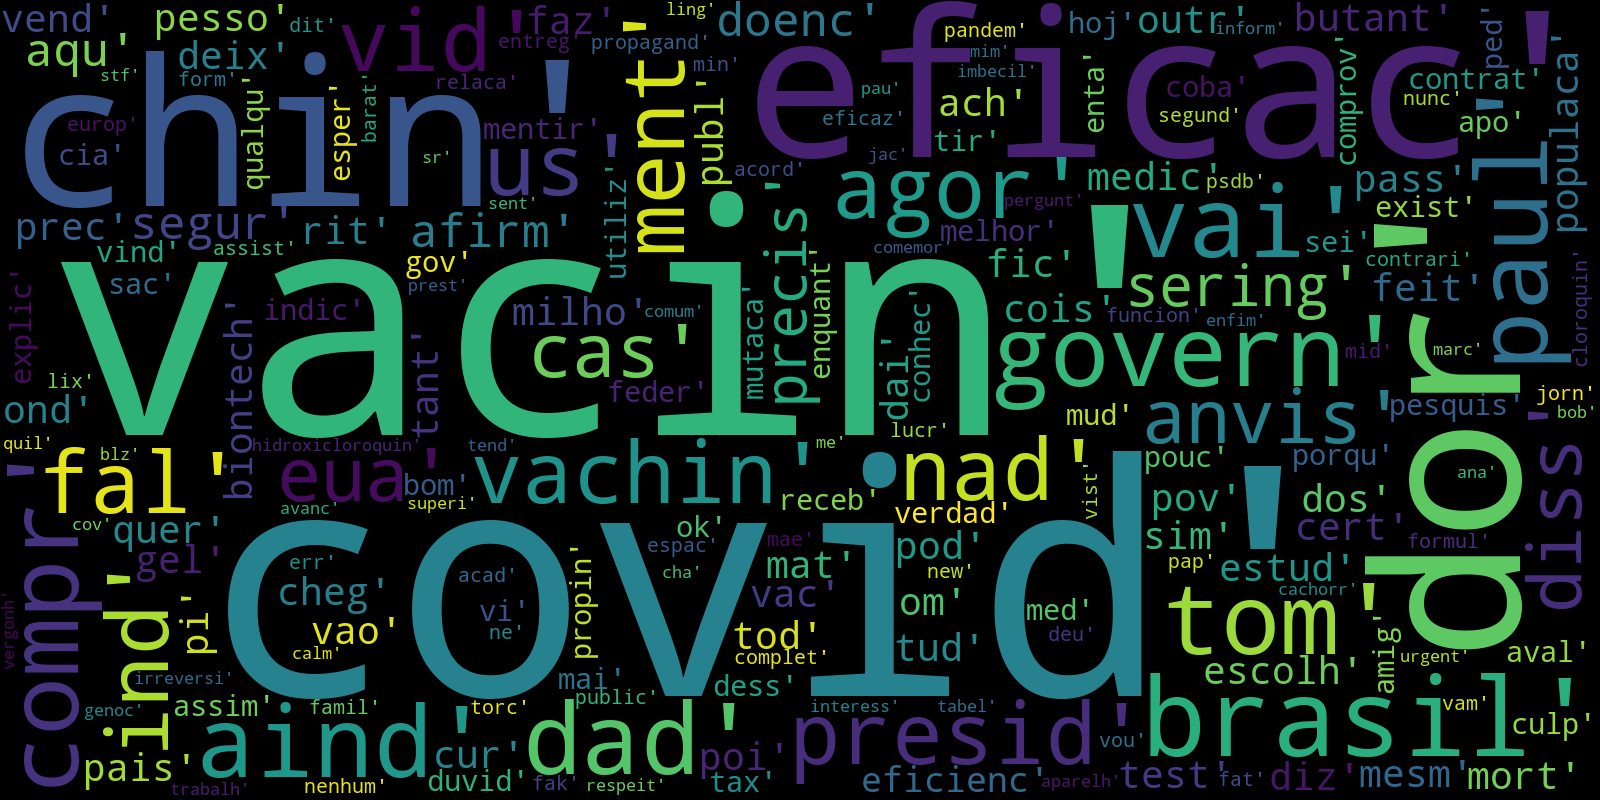 vend'
pesso'
dit'
vid'
faz'
ling'
propagand'
doenc'
pandem'
hoj'
outr'
inform'
butant'
aqu'
deix'
entreg'
min'
mim'
imbecil'
ped'
stf'
form'
relaca'
ment'
eficac'
chin'
qualqu'
esper'
barat'
mentir'
publ'
pau'
ach'
enta'
coba'
comprov'
contrat'
nunc'
populaca'
europ'
cia'
sr'
us'
eficaz'
tir'
segund'
apo'
acord'
jac'
sent'
utiliz'
precis'
agor'
pergunt'
medic'
psdb'
pass'
prec'
segur'
rit'
afirm'
melhor'
vai'
exist'
paul'
vind'
assist'
gov'
comemor'
fic'
sei'
contrari'
explic'
sac'
prest'
vacin'
sering'
feit'
cloroquin'
indic'
milho'
comum'
mutaca'
enquant'
conhec'
cois'
funcion'
enfim'
biontech'
tant'
cas'
dai'
govern'
mid'
marc'
lix'
feder'
dor'
jorn'
ond'
lucr'
mud'
anvis'
pesquis'
bob'
quil'
blz'
hidroxicloroquin'
tend'
me'
fal'
eua'
bom'
vachin'
nad'
vist'
pouc'
porqu'
ana'
diss'
compr'
cov'
avanc'
superi'
receb'
verdad'
pov'
dos'
quer'
ok'
sim'
cert'
gel'
espac'
mae'
pod'
formul'
ind'
err'
acad'
propin'
cha'
mat'
new'
pap'
estud'
cachorr'
vergonh'
pi'
cheg'
vi'
covid'
vac'
om'
med'
tom'
vao'
ne'
tod'
deu'
amig'
calm'
complet'
tud'
escolh'
urgent'
aval'
irreversi'
mai'
dess'
public'
genoc'
assim'
famil'
torc'
interess'
tabel'
vam'
culp'
aind'
dad'
presid'
vou'
brasil'
pais'
cur'
poi'
trabalh'
nenhum'
duvid'
fak'
respeit'
tax'
eficienc'
aparelh'
test'
fat'
diz'
mesm'
mort'